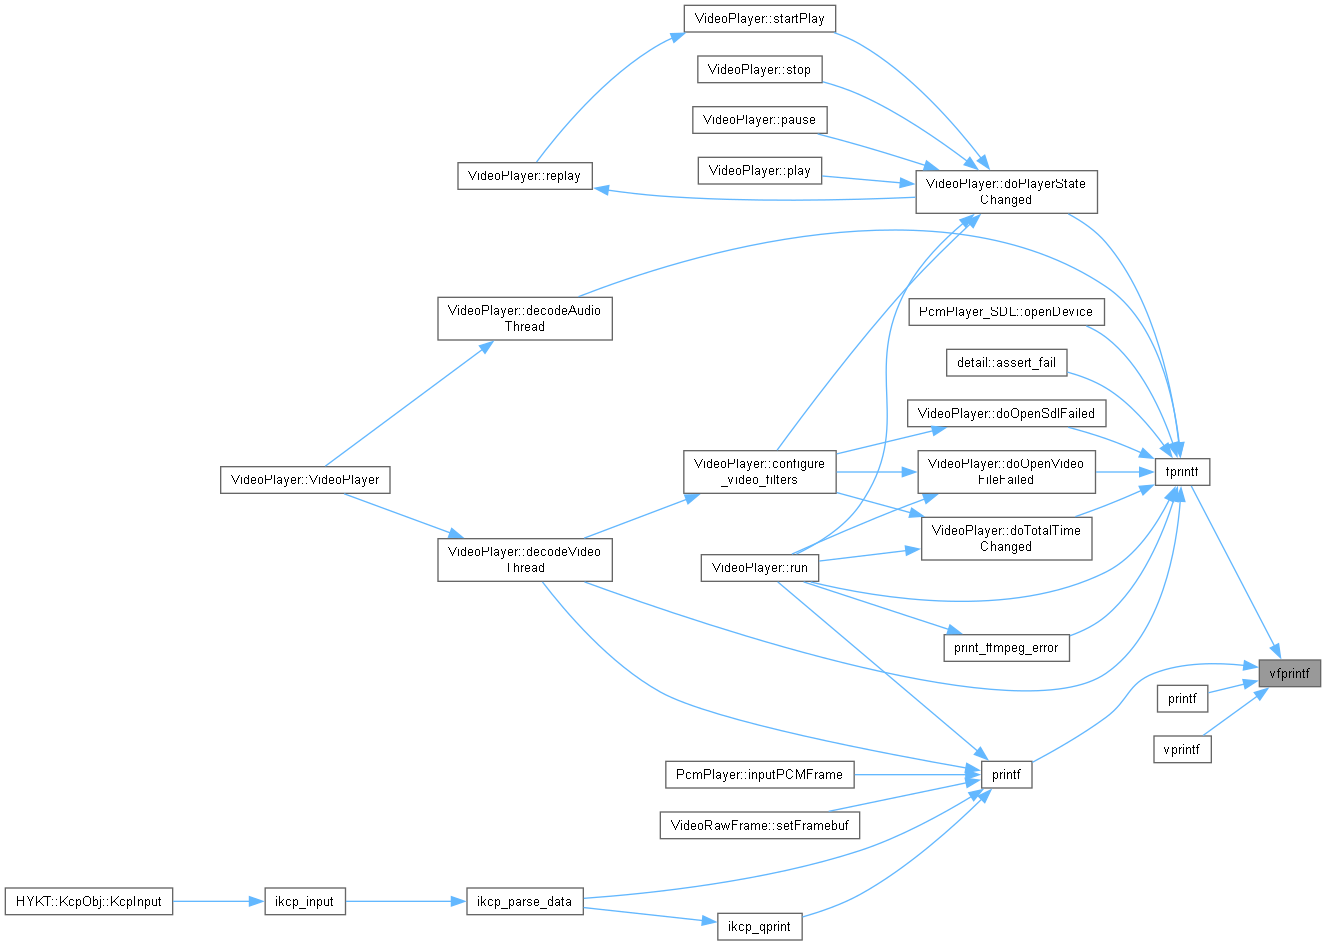 VideoPlayer::startPlay
VideoPlayer::stop
VideoPlayer::pause
VideoPlayer::play
VideoPlayer::replay
VideoPlayer::doPlayerState
Changed
VideoPlayer::decodeAudio
Thread
PcmPlayer_SDL::openDevice
detail::assert_fail
VideoPlayer::doOpenSdlFailed
VideoPlayer::configure
_video_filters
VideoPlayer::doOpenVideo
FileFailed
fprintf
VideoPlayer::VideoPlayer
VideoPlayer::doTotalTime
Changed
VideoPlayer::decodeVideo
Thread
VideoPlayer::run
print_ffmpeg_error
vfprintf
printf
vprintf
PcmPlayer::inputPCMFrame
printf
VideoRawFrame::setFramebuf
HYKT::KcpObj::KcpInput
ikcp_input
ikcp_parse_data
ikcp_qprint